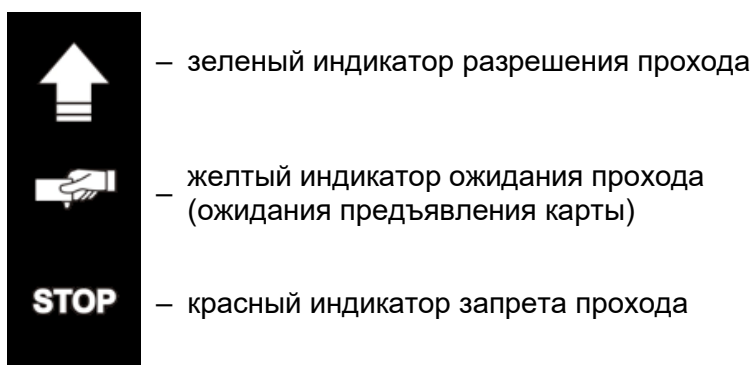 – зеленый индикатор разрешения прохода
– желтый индикатор ожидания прохода
(ожидания предъявления карты)
STOP – красный индикатор запрета прохода